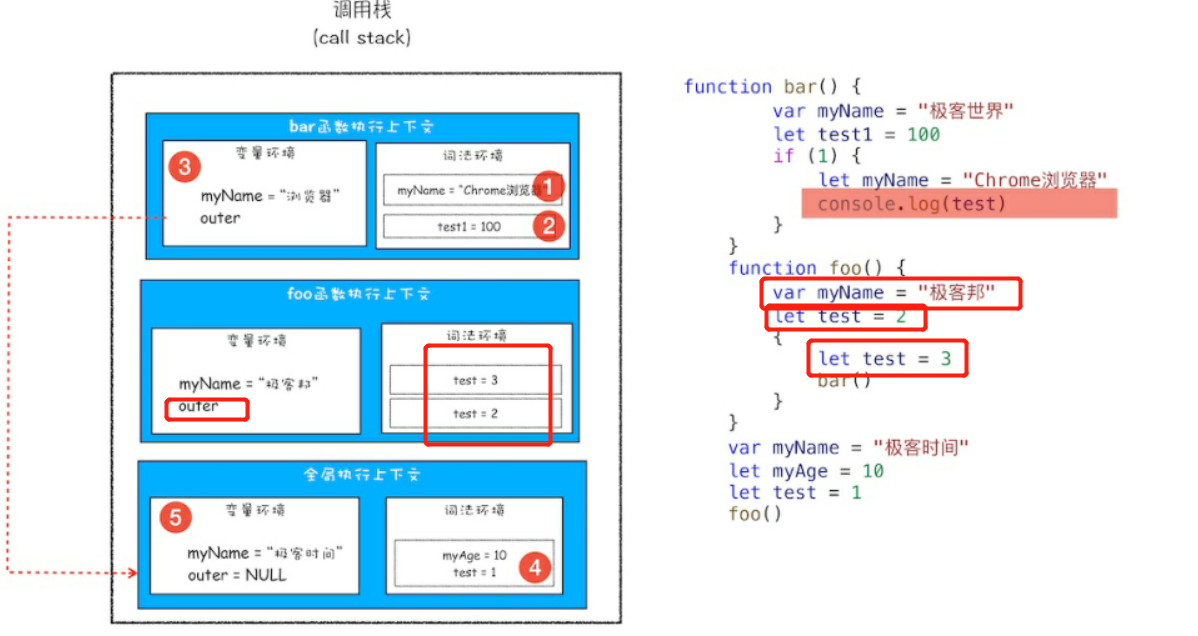 调用栈
(call stack)
bar函数执行上下文
变量环境
3
myName = "浏览器"
outer
词法环境
myName = "Chrome浏览器"
1
test1 = 100
2
foo函数执行上下文
变量环境
myName = "极客邦"
outer
词法环境
test = 3
test = 2
全局执行上下文
5
变量环境
myName = "极客时间"
outer = NULL
词法环境
myAge = 10
test = 1
4
function bar() {
var myName = "极客世界"
let test1 = 100
if (1) {
let myName = "Chrome浏览器"
console.log(test)
}
}
function foo() {
var myName = "极客邦"
let test = 2
{
let test = 3
bar()
}
}
var myName = "极客时间"
let myAge = 10
let test = 1
foo()